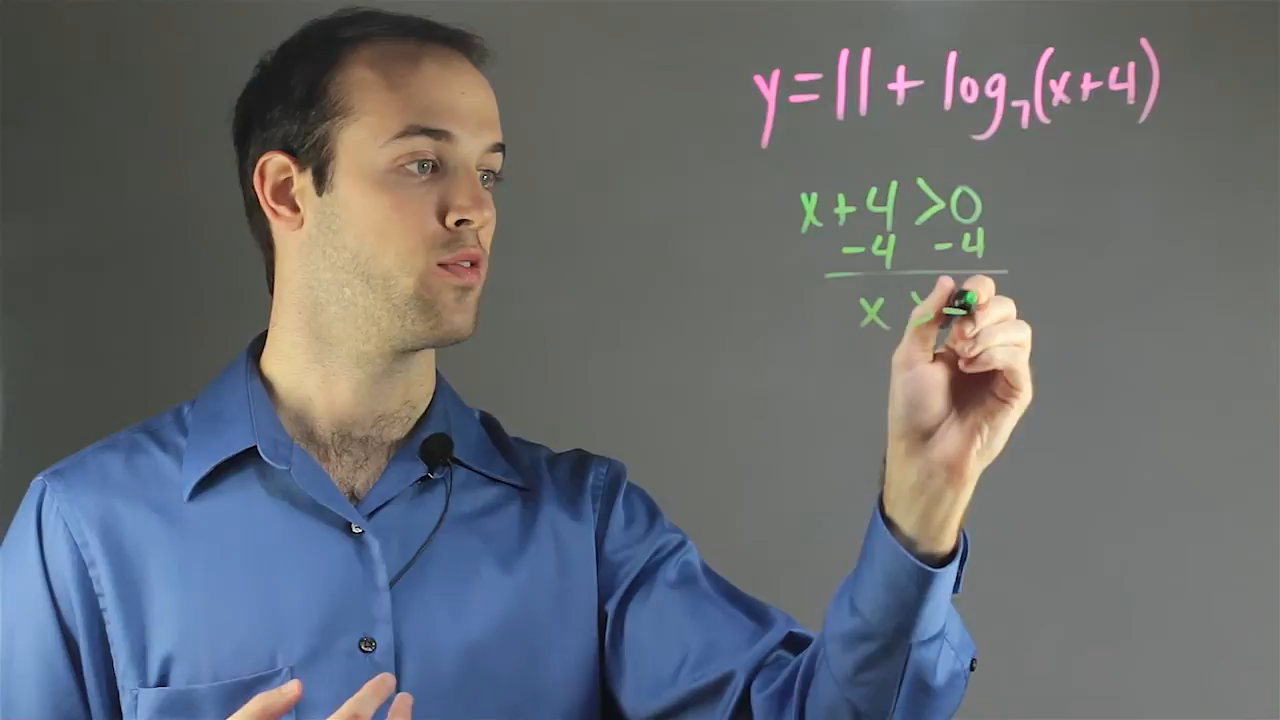 y = 11 + log₇(x+4)
x + 4 > 0
-4 -4
x > -